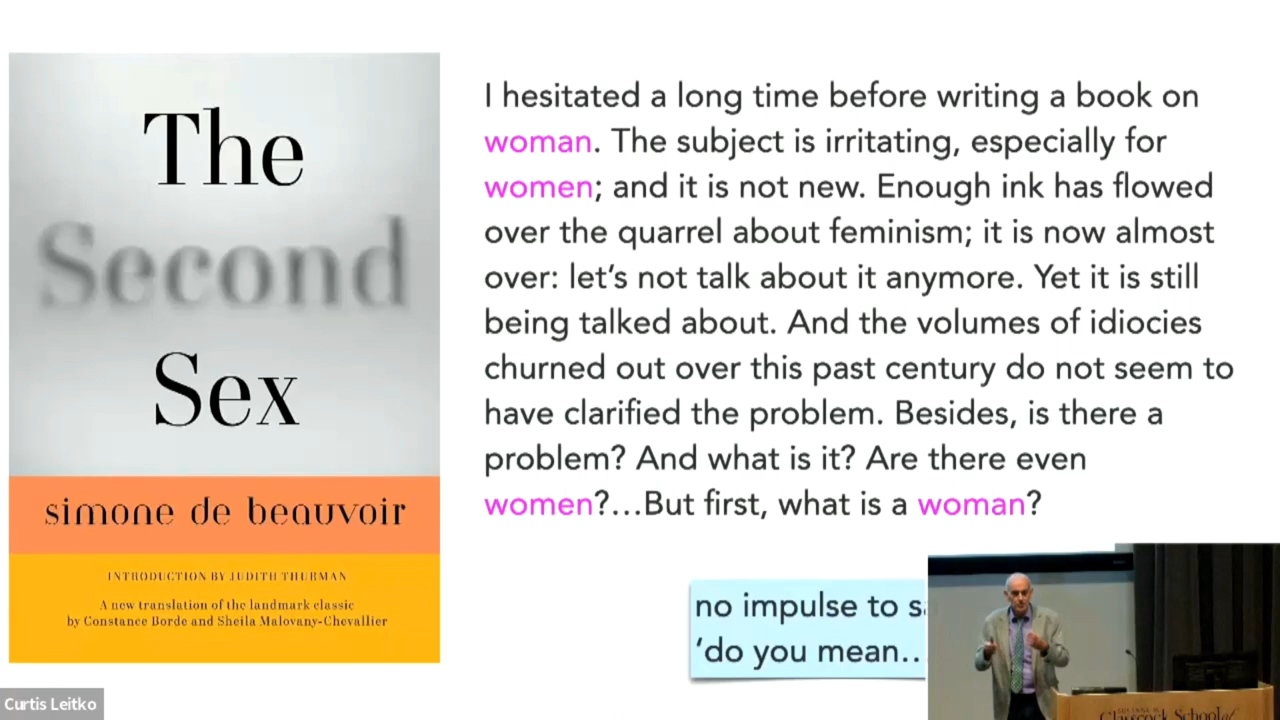 The
Second
Sex
simone de beauvoir
INTRODUCTION BY JUDITH THURMAN
A new translation of the landmark classic
by Constance Borde and Sheila Malovany-Chevallier
I hesitated a long time before writing a book on
woman. The subject is irritating, especially for
women; and it is not new. Enough ink has flowed
over the quarrel about feminism; it is now almost
over: let’s not talk about it anymore. Yet it is still
being talked about. And the volumes of idiocies
churned out over this past century do not seem to
have clarified the problem. Besides, is there a
problem? And what is it? Are there even
women?…But first, what is a woman?
no impulse to
‘do you mean…
Curtis Leitko
Glasscock School of